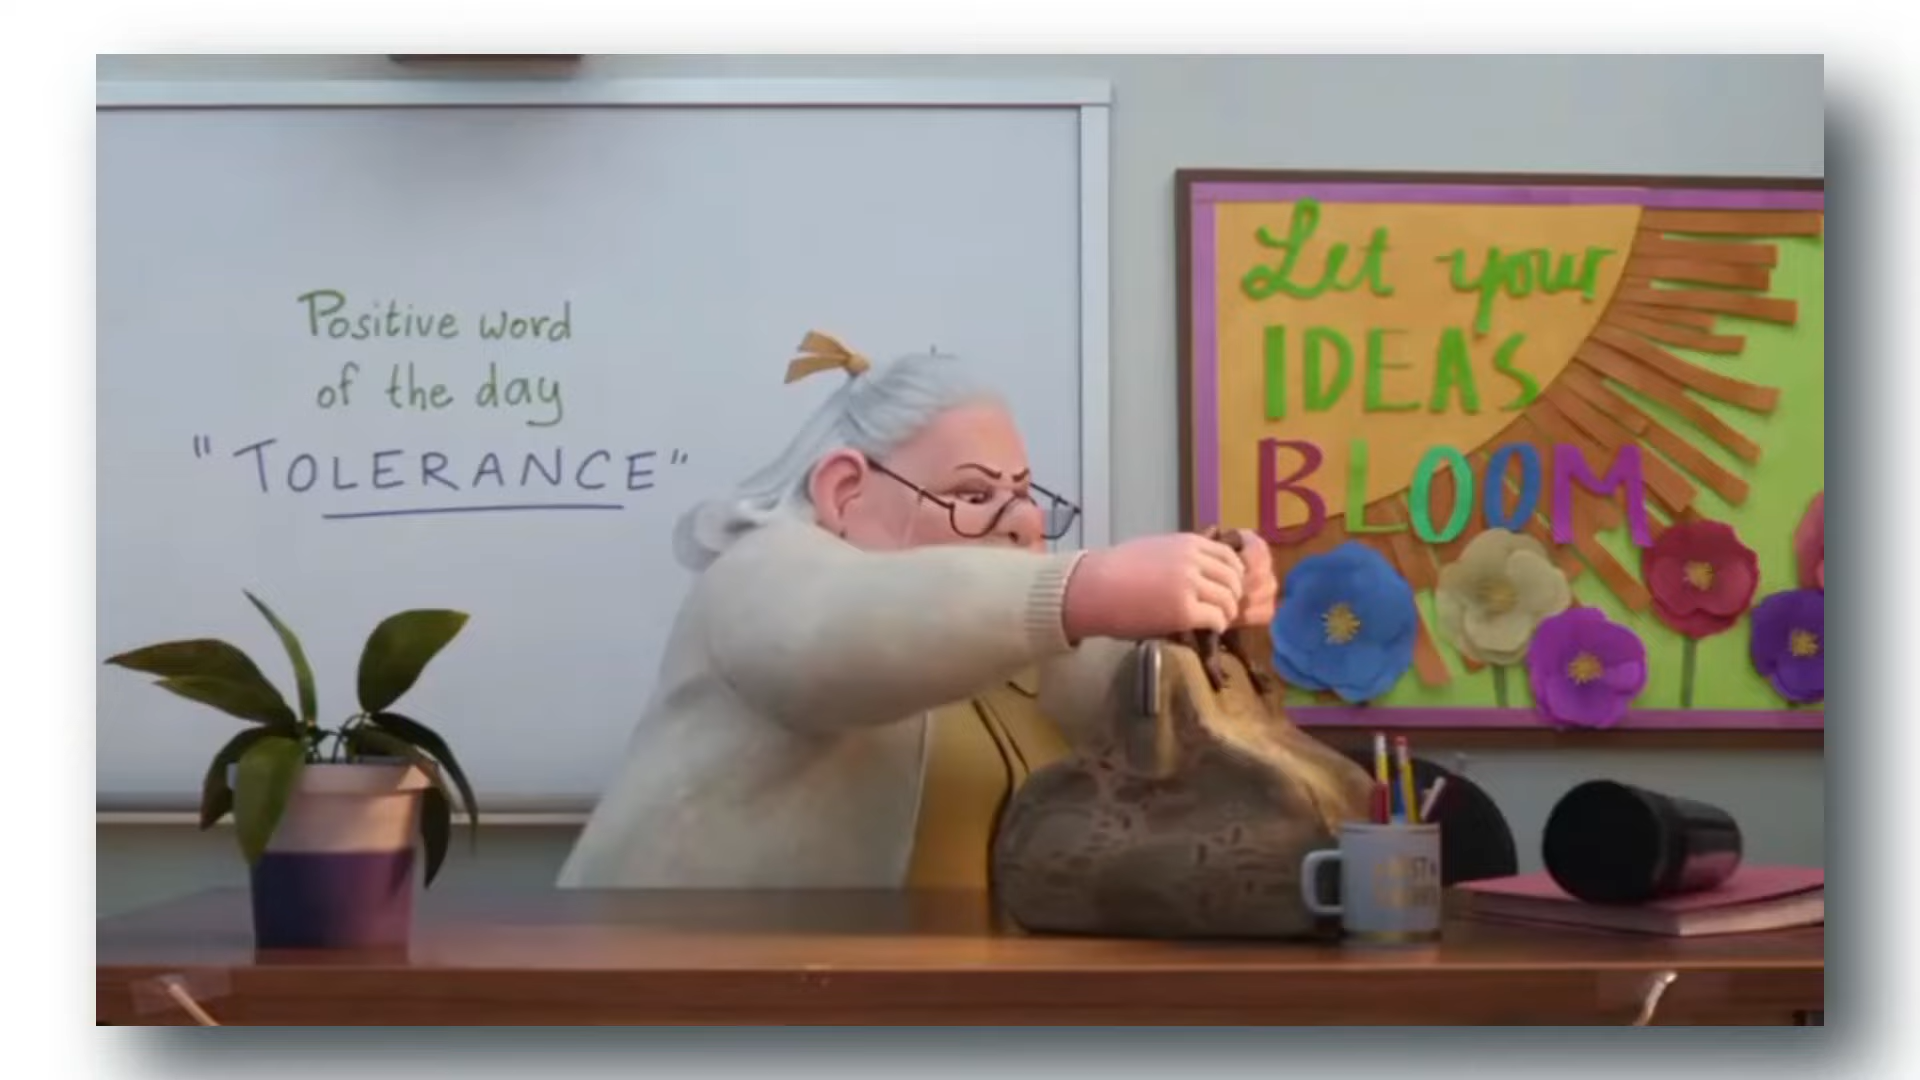 Positive word
of the day
"TOLERANCE"
Let your
IDEAS
BLOOM